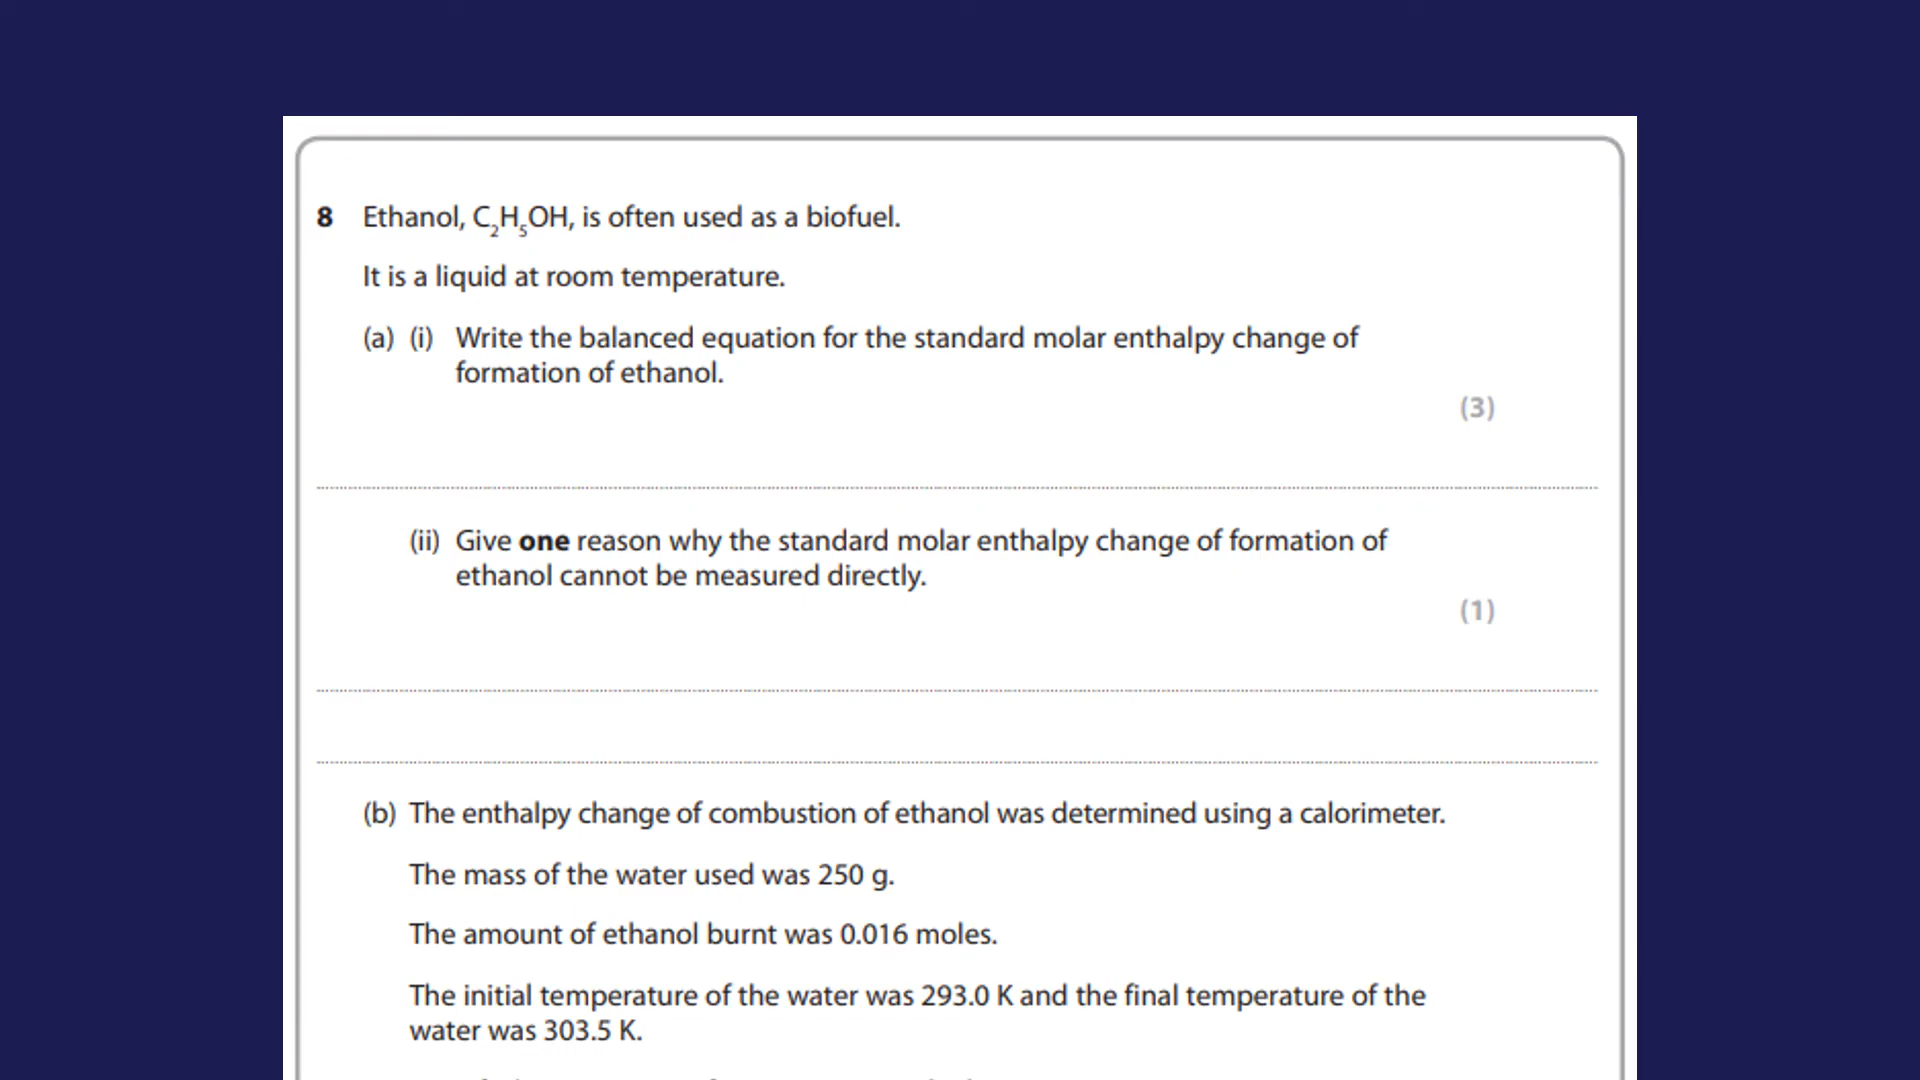 8 Ethanol, C₂H₅OH, is often used as a biofuel.
It is a liquid at room temperature.
(a) (i) Write the balanced equation for the standard molar enthalpy change of
formation of ethanol.
(3)
(ii) Give one reason why the standard molar enthalpy change of formation of
ethanol cannot be measured directly.
(1)
(b) The enthalpy change of combustion of ethanol was determined using a calorimeter.
The mass of the water used was 250 g.
The amount of ethanol burnt was 0.016 moles.
The initial temperature of the water was 293.0 K and the final temperature of the
water was 303.5 K.